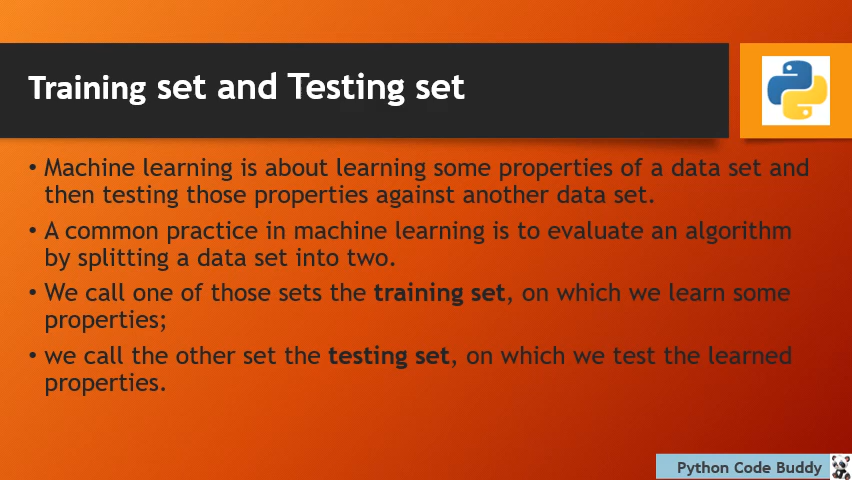 Training set and Testing set
• Machine learning is about learning some properties of a data set and
then testing those properties against another data set.
• A common practice in machine learning is to evaluate an algorithm
by splitting a data set into two.
• We call one of those sets the training set, on which we learn some
properties;
• we call the other set the testing set, on which we test the learned
properties.
Python Code Buddy